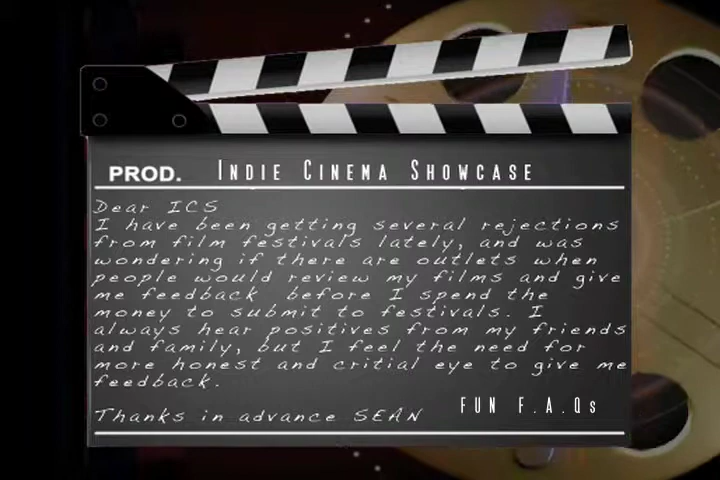 PROD. INDIE CINEMA SHOWCASE
Dear ICS
I have been getting several rejections
from film festivals lately, and was
wondering if there are outlets when
people would review my films and give
me feedback before I spend the
money to submit to festivals. I
always hear positives from my friends
and family, but I feel the need for
more honest and critial eye to give me
feedback.
Thanks in advance SEAN
FUN F.A.Qs